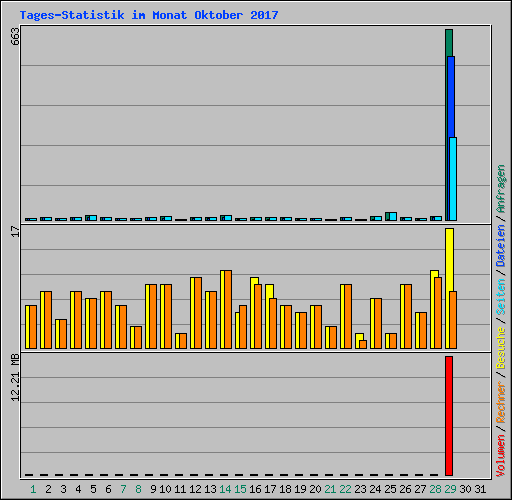 Tages-Statistik im Monat Oktober 2017
663
17
12.21 MB
Volumen / Rechner / Besuche / Seiten / Dateien / Anfragen
1 2 3 4 5 6 7 8 9 10 11 12 13 14 15 16 17 18 19 20 21 22 23 24 25 26 27 28 29 30 31